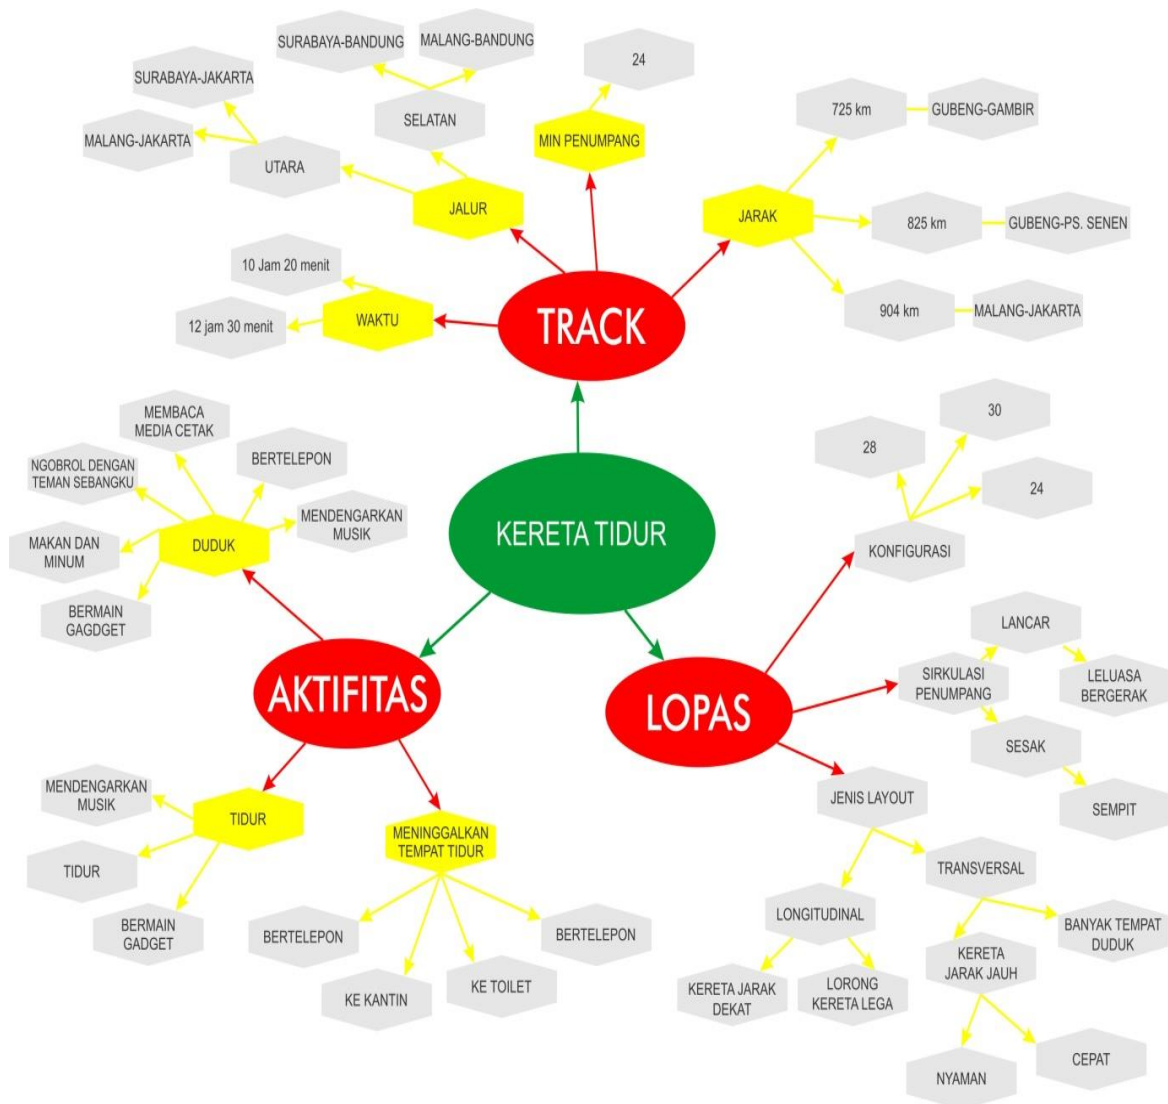 SURABAYA-BANDUNG
MALANG-BANDUNG
24
SURABAYA-JAKARTA
MALANG-JAKARTA
SELATAN
MIN PENUMPANG
UTARA
JALUR
725 km
GUBENG-GAMBIR
JARAK
825 km
GUBENG-PS. SENEN
904 km
MALANG-JAKARTA
10 Jam 20 menit
12 jam 30 menit
WAKTU
TRACK
KERETA TIDUR
MEMBACA
MEDIA CETAK
NGOBROL DENGAN
TEMAN SEBANGKU
BERTELEPON
MENDENGARKAN
MUSIK
MAKAN DAN
MINUM
DUDUK
BERMAIN
GAGDGET
AKTIFITAS
MENDENGARKAN
MUSIK
TIDUR
TIDUR
BERMAIN
GADGET
MENINGGALKAN
TEMPAT TIDUR
BERTELEPON
KE KANTIN
KE TOILET
BERTELEPON
LOPAS
30
28
24
KONFIGURASI
LANCAR
SIRKULASI
PENUMPANG
LELUASA
BERGERAK
SESAK
SEMPIT
JENIS LAYOUT
TRANSVERSAL
LONGITUDINAL
BANYAK TEMPAT
DUDUK
KERETA
JARAK JAUH
KERETA JARAK
DEKAT
LORONG
KERETA LEGA
NYAMAN
CEPAT